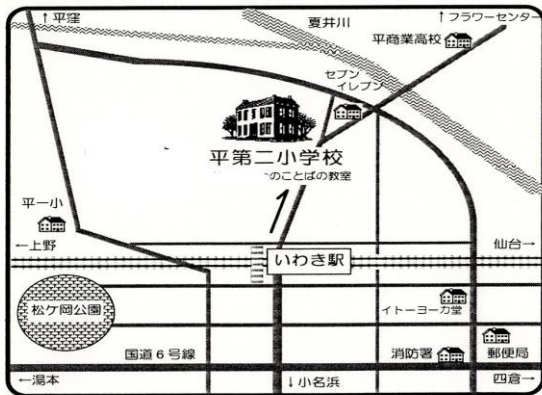 ↑平窪
夏井川
↑フラワーセンター
平商業高校
セブン
イレブン
平第二小学校
のことばの教室
平一小
←上野
仙台→
いわき駅
松ケ岡公園
イトーヨーカ堂
国道6号線
消防署
郵便局
←湯本
↓小名浜
四倉→